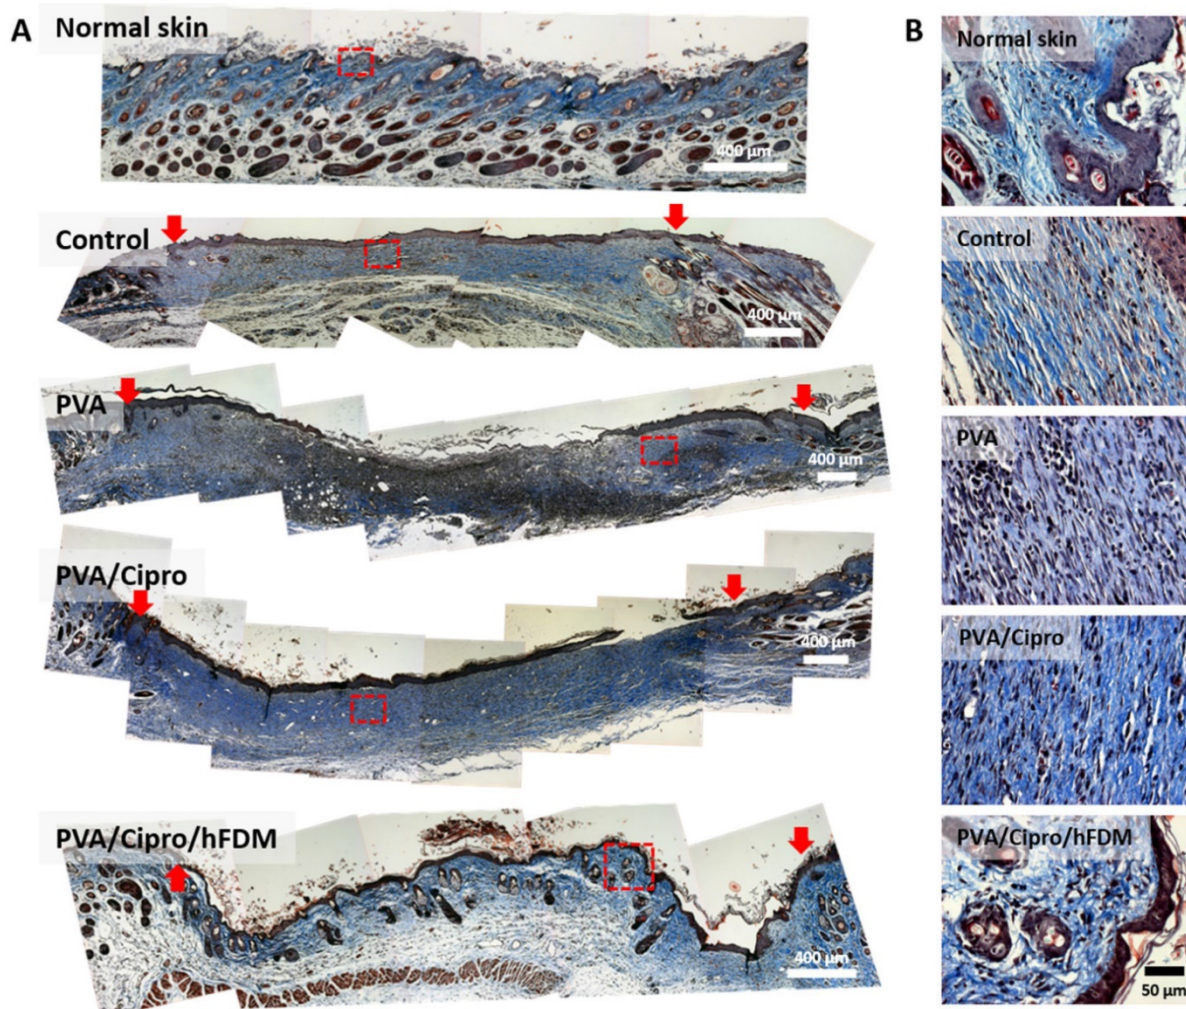 A
Normal skin
400 µm
Control
400 µm
PVA
400 µm
PVA/Cipro
400 µm
PVA/Cipro/hFDM
400 µm
B
Normal skin
Control
PVA
PVA/Cipro
PVA/Cipro/hFDM
50 µm